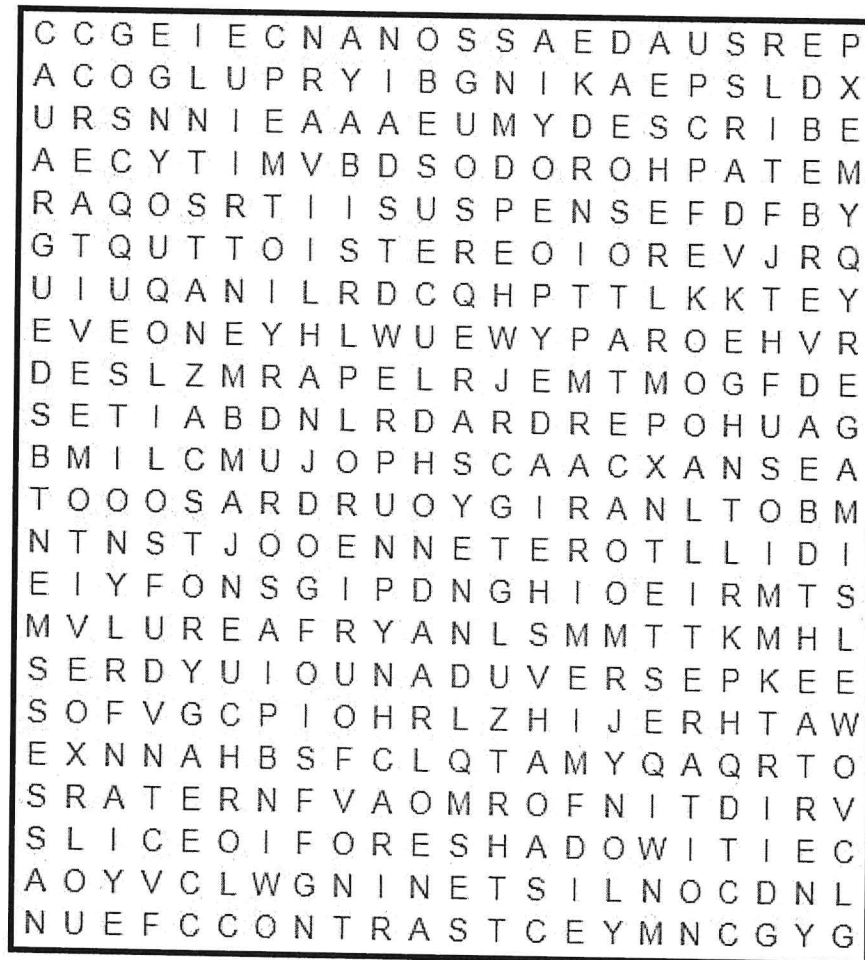 C C G E I E C N A N O S S A E D A U S R E P
A C O G L U P R Y I B G N I K A E P S L D X
U R S N N I E A A A E U M Y D E S C R I B E
A E C Y T I M V B D S O D O R O H P A T E M
R A Q O S R T I I S U S P E N S E F D F B Y
G T Q U T T O I S T E R E O I O R E V J R Q
U I U Q A N I L R D C Q H P T T L K K T E Y
E V E O N E Y H L W U E W Y P A R O E H V R
D E S L Z M R A P E L R J E M T M O G F D E
S E T I A B D N L R D A R D R E P O H U A G
B M I L C M U J O P H S C A A C X A N S E A
T O O O S A R D R U O Y G I R A N L T O B M
N T N S T J O O E N N E T E R O T L L I D I
E I Y F O N S G I P D N G H I O E I R M T S
M V L U R E A F R Y A N L S M M T T K M H L
S E R D Y U I O U N A D U V E R S E P K E E
S O F V G C P I O H R L Z H I J E R H T A W
E X N N A H B S F C L Q T A M Y Q A Q R T O
S R A T E R N F V A O M R O F N I T D I R V
S L I C E O I F O R E S H A D O W I T I E C
A O Y V C L W G N I N E T S I L N O C D N L
N U E F C C O N T R A S T C E Y M N C G Y G